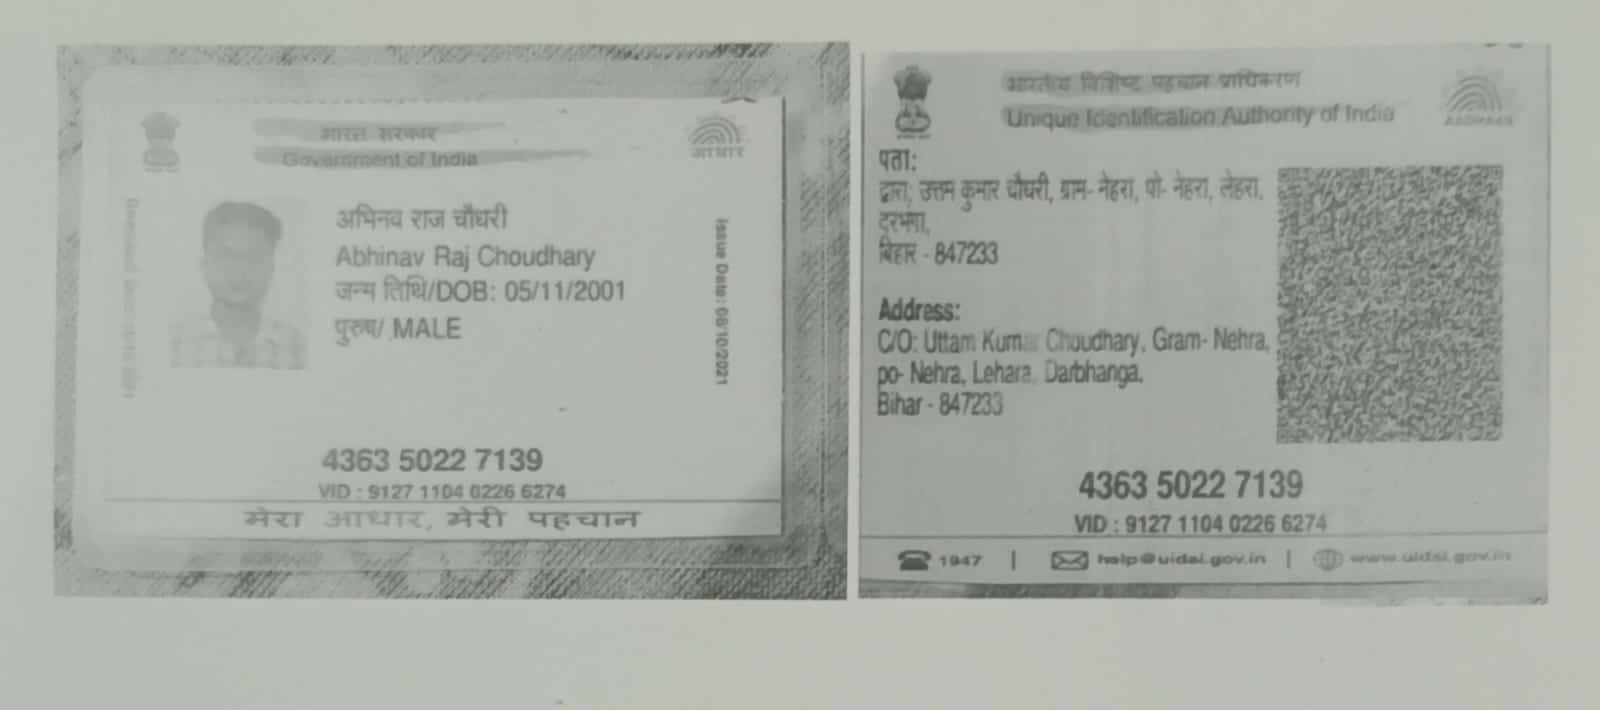 भारत सरकार
Government of India
आधार
अभिनव राज चौधरी
Abhinav Raj Choudhary
जन्म तिथि/DOB: 05/11/2001
पुरुष/ MALE
Issue Date: 08/10/2021
4363 5022 7139
VID : 9127 1104 0226 6274
मेरा आधार, मेरी पहचान
भारतीय विशिष्ट पहचान प्राधिकरण
Unique Identification Authority of India
AADHAAR
पता:
द्वारा, उत्तम कुमार चौधरी, ग्राम- नेहरा, पो- नेहरा, लेहरा,
दरभंगा,
बिहार - 847233
Address:
C/O: Uttam Kumar Choudhary, Gram- Nehra,
po- Nehra, Lehara, Darbhanga,
Bihar - 847233
4363 5022 7139
VID : 9127 1104 0226 6274
1947 | help@uidai.gov.in | www.uidai.gov.in